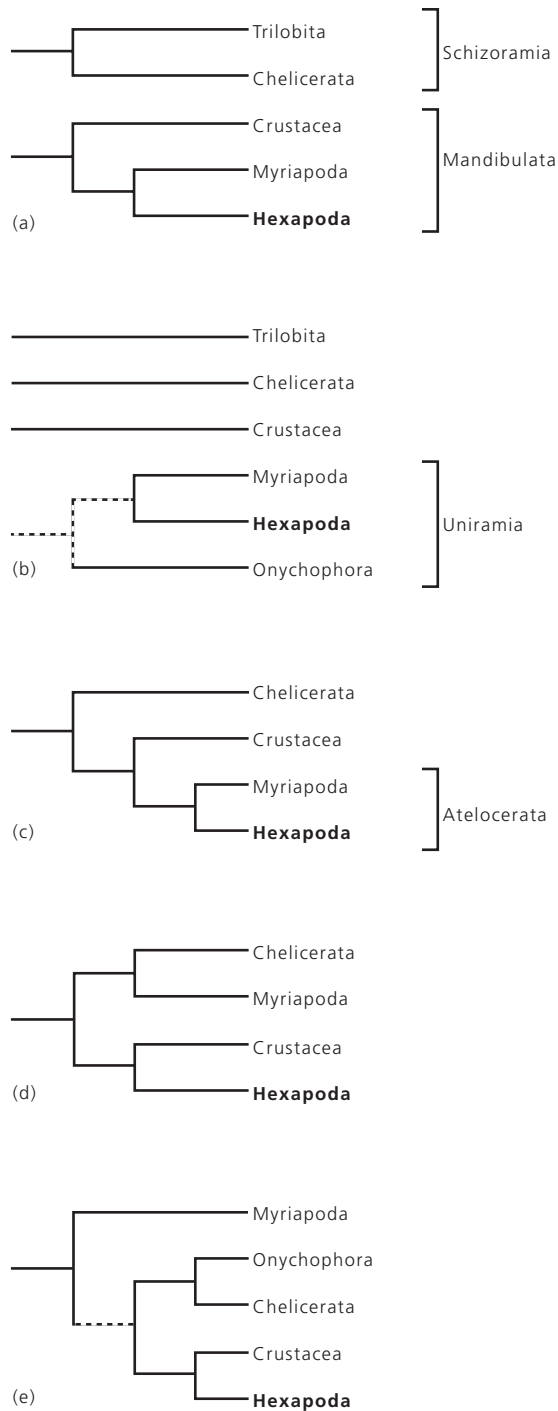 Trilobita
Chelicerata
Schizoramia
Crustacea
Myriapoda
Hexapoda
Mandibulata
(a)
Trilobita
Chelicerata
Crustacea
Myriapoda
Hexapoda
Onychophora
Uniramia
(b)
Chelicerata
Crustacea
Myriapoda
Hexapoda
Atelocerata
(c)
Chelicerata
Myriapoda
Crustacea
Hexapoda
(d)
Myriapoda
Onychophora
Chelicerata
Crustacea
Hexapoda
(e)